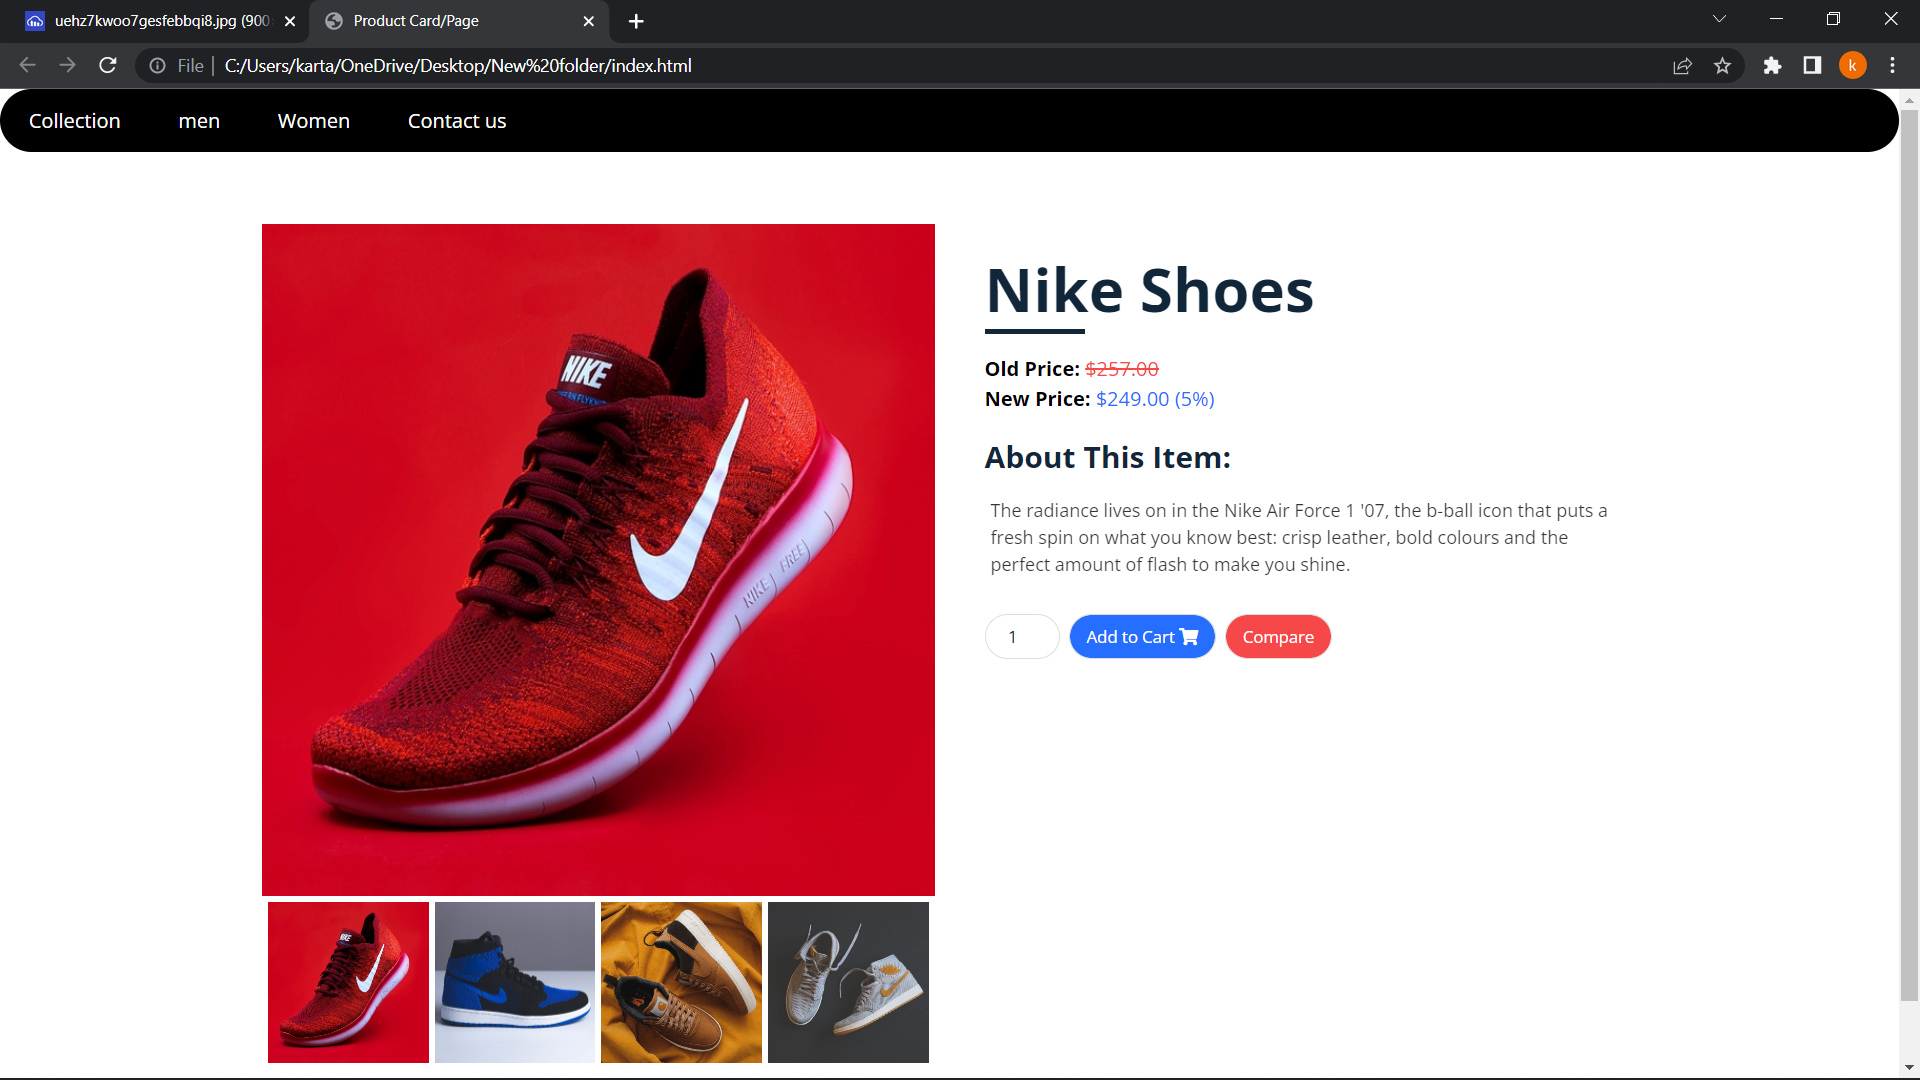 uehz7kwoo7gesfebbqi8.jpg (900
Product Card/Page
File
C:/Users/karta/OneDrive/Desktop/New%20folder/index.html
k
Collection
men
Women
Contact us
NIKE
NIKE FREE
Nike Shoes
Old Price: $257.00
New Price: $249.00 (5%)
About This Item:
The radiance lives on in the Nike Air Force 1 '07, the b-ball icon that puts a
fresh spin on what you know best: crisp leather, bold colours and the
perfect amount of flash to make you shine.
1
Add to Cart
Compare
NIKE